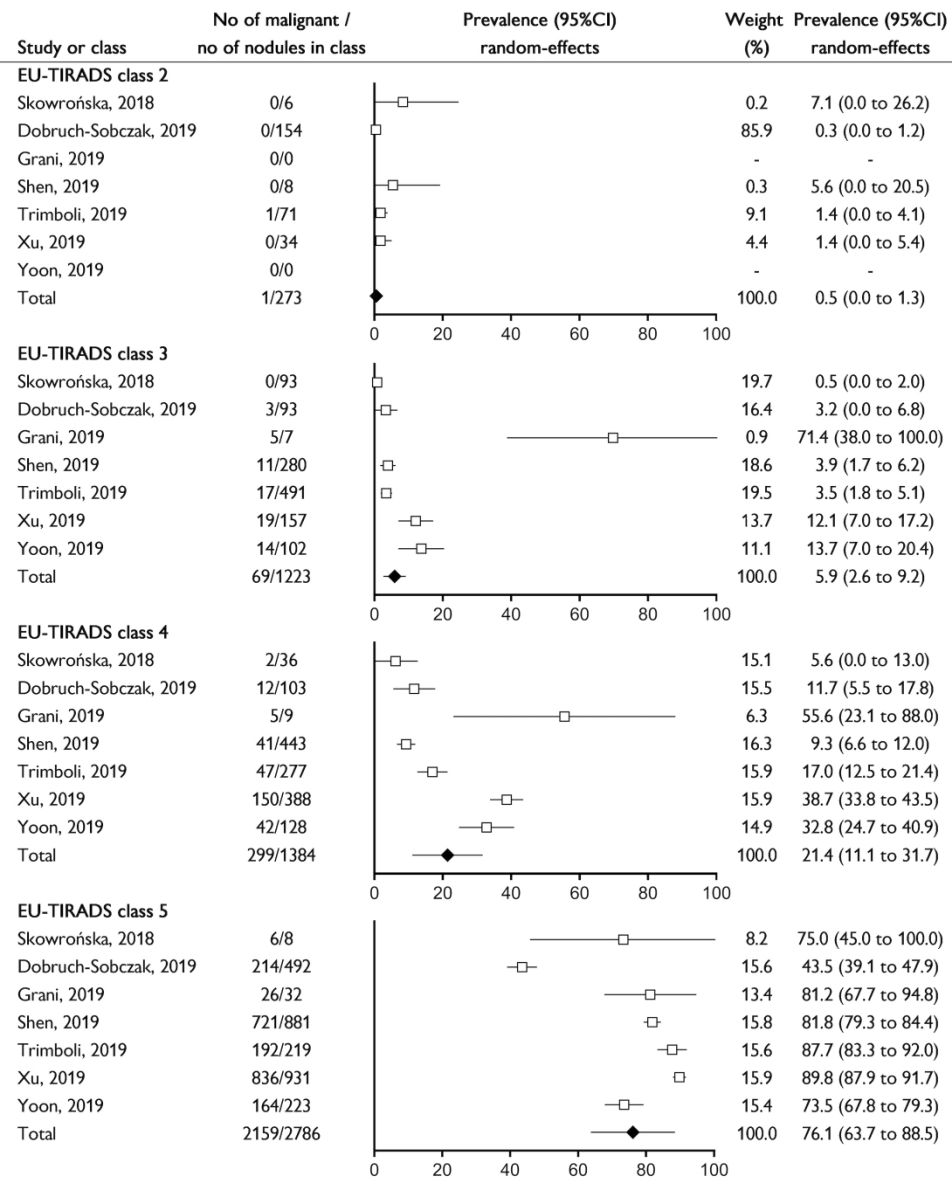 No of malignant / Prevalence (95%CI) Weight Prevalence (95%CI)
Study or class no of nodules in class random-effects (%) random-effects
EU-TIRADS class 2
Skowrońska, 2018 0/6 0.2 7.1 (0.0 to 26.2)
Dobruch-Sobczak, 2019 0/154 85.9 0.3 (0.0 to 1.2)
Grani, 2019 0/0 - -
Shen, 2019 0/8 0.3 5.6 (0.0 to 20.5)
Trimboli, 2019 1/71 9.1 1.4 (0.0 to 4.1)
Xu, 2019 0/34 4.4 1.4 (0.0 to 5.4)
Yoon, 2019 0/0 - -
Total 1/273 100.0 0.5 (0.0 to 1.3)
0 20 40 60 80 100
EU-TIRADS class 3
Skowrońska, 2018 0/93 19.7 0.5 (0.0 to 2.0)
Dobruch-Sobczak, 2019 3/93 16.4 3.2 (0.0 to 6.8)
Grani, 2019 5/7 0.9 71.4 (38.0 to 100.0)
Shen, 2019 11/280 18.6 3.9 (1.7 to 6.2)
Trimboli, 2019 17/491 19.5 3.5 (1.8 to 5.1)
Xu, 2019 19/157 13.7 12.1 (7.0 to 17.2)
Yoon, 2019 14/102 11.1 13.7 (7.0 to 20.4)
Total 69/1223 100.0 5.9 (2.6 to 9.2)
0 20 40 60 80 100
EU-TIRADS class 4
Skowrońska, 2018 2/36 15.1 5.6 (0.0 to 13.0)
Dobruch-Sobczak, 2019 12/103 15.5 11.7 (5.5 to 17.8)
Grani, 2019 5/9 6.3 55.6 (23.1 to 88.0)
Shen, 2019 41/443 16.3 9.3 (6.6 to 12.0)
Trimboli, 2019 47/277 15.9 17.0 (12.5 to 21.4)
Xu, 2019 150/388 15.9 38.7 (33.8 to 43.5)
Yoon, 2019 42/128 14.9 32.8 (24.7 to 40.9)
Total 299/1384 100.0 21.4 (11.1 to 31.7)
0 20 40 60 80 100
EU-TIRADS class 5
Skowrońska, 2018 6/8 8.2 75.0 (45.0 to 100.0)
Dobruch-Sobczak, 2019 214/492 15.6 43.5 (39.1 to 47.9)
Grani, 2019 26/32 13.4 81.2 (67.7 to 94.8)
Shen, 2019 721/881 15.8 81.8 (79.3 to 84.4)
Trimboli, 2019 192/219 15.6 87.7 (83.3 to 92.0)
Xu, 2019 836/931 15.9 89.8 (87.9 to 91.7)
Yoon, 2019 164/223 15.4 73.5 (67.8 to 79.3)
Total 2159/2786 100.0 76.1 (63.7 to 88.5)
0 20 40 60 80 100